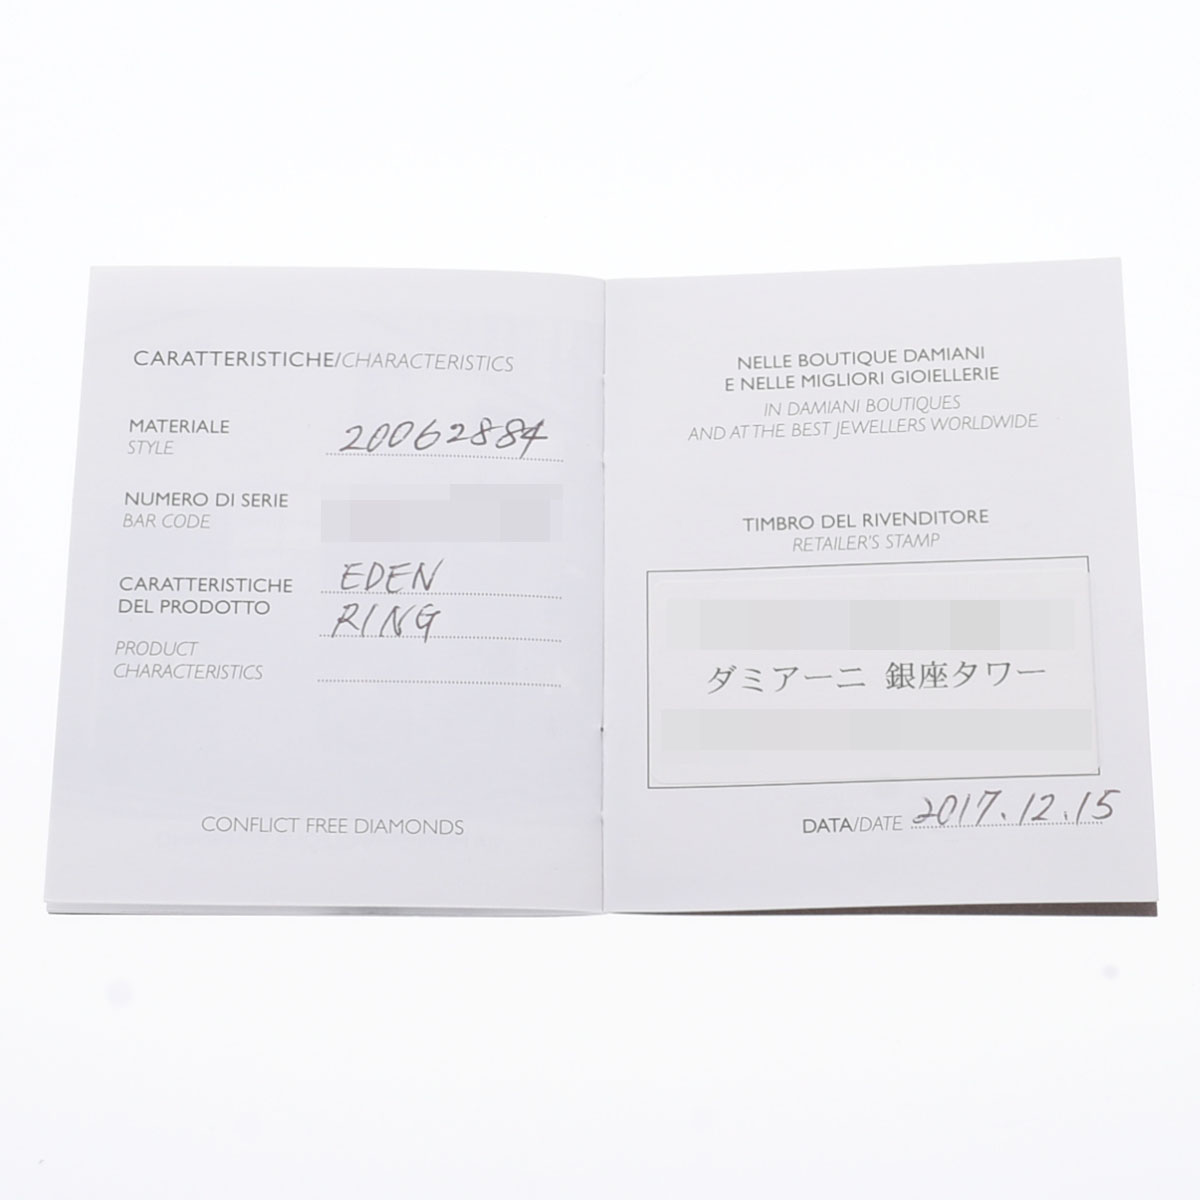 CARATTERISTICHE/CHARACTERISTICS
MATERIALE
STYLE
20062884
NUMERO DI SERIE
BAR CODE
CARATTERISTICHE
DEL PRODOTTO
PRODUCT
CHARACTERISTICS
EDEN
RING
CONFLICT FREE DIAMONDS
NELLE BOUTIQUE DAMIANI
E NELLE MIGLIORI GIOIELLERIE
IN DAMIANI BOUTIQUES
AND AT THE BEST JEWELLERS WORLDWIDE
TIMBRO DEL RIVENDITORE
RETAILER'S STAMP
ダミアーニ 銀座タワー
DATA/DATE 2017.12.15